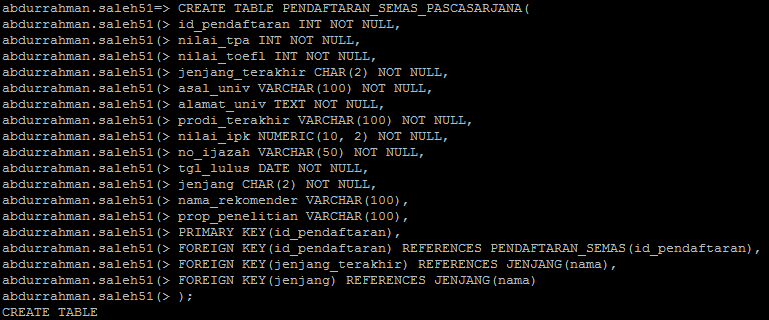 abdurrahman.saleh51=> CREATE TABLE PENDAFTARAN_SEMAS_PASCASARJANA(
abdurrahman.saleh51(> id_pendaftaran INT NOT NULL,
abdurrahman.saleh51(> nilai_tpa INT NOT NULL,
abdurrahman.saleh51(> nilai_toefl INT NOT NULL,
abdurrahman.saleh51(> jenjang_terakhir CHAR(2) NOT NULL,
abdurrahman.saleh51(> asal_univ VARCHAR(100) NOT NULL,
abdurrahman.saleh51(> alamat_univ TEXT NOT NULL,
abdurrahman.saleh51(> prodi_terakhir VARCHAR(100) NOT NULL,
abdurrahman.saleh51(> nilai_ipk NUMERIC(10, 2) NOT NULL,
abdurrahman.saleh51(> no_ijazah VARCHAR(50) NOT NULL,
abdurrahman.saleh51(> tgl_lulus DATE NOT NULL,
abdurrahman.saleh51(> jenjang CHAR(2) NOT NULL,
abdurrahman.saleh51(> nama_rekomender VARCHAR(100),
abdurrahman.saleh51(> prop_penelitian VARCHAR(100),
abdurrahman.saleh51(> PRIMARY KEY(id_pendaftaran),
abdurrahman.saleh51(> FOREIGN KEY(id_pendaftaran) REFERENCES PENDAFTARAN_SEMAS(id_pendaftaran),
abdurrahman.saleh51(> FOREIGN KEY(jenjang_terakhir) REFERENCES JENJANG(nama),
abdurrahman.saleh51(> FOREIGN KEY(jenjang) REFERENCES JENJANG(nama)
abdurrahman.saleh51(> );
CREATE TABLE